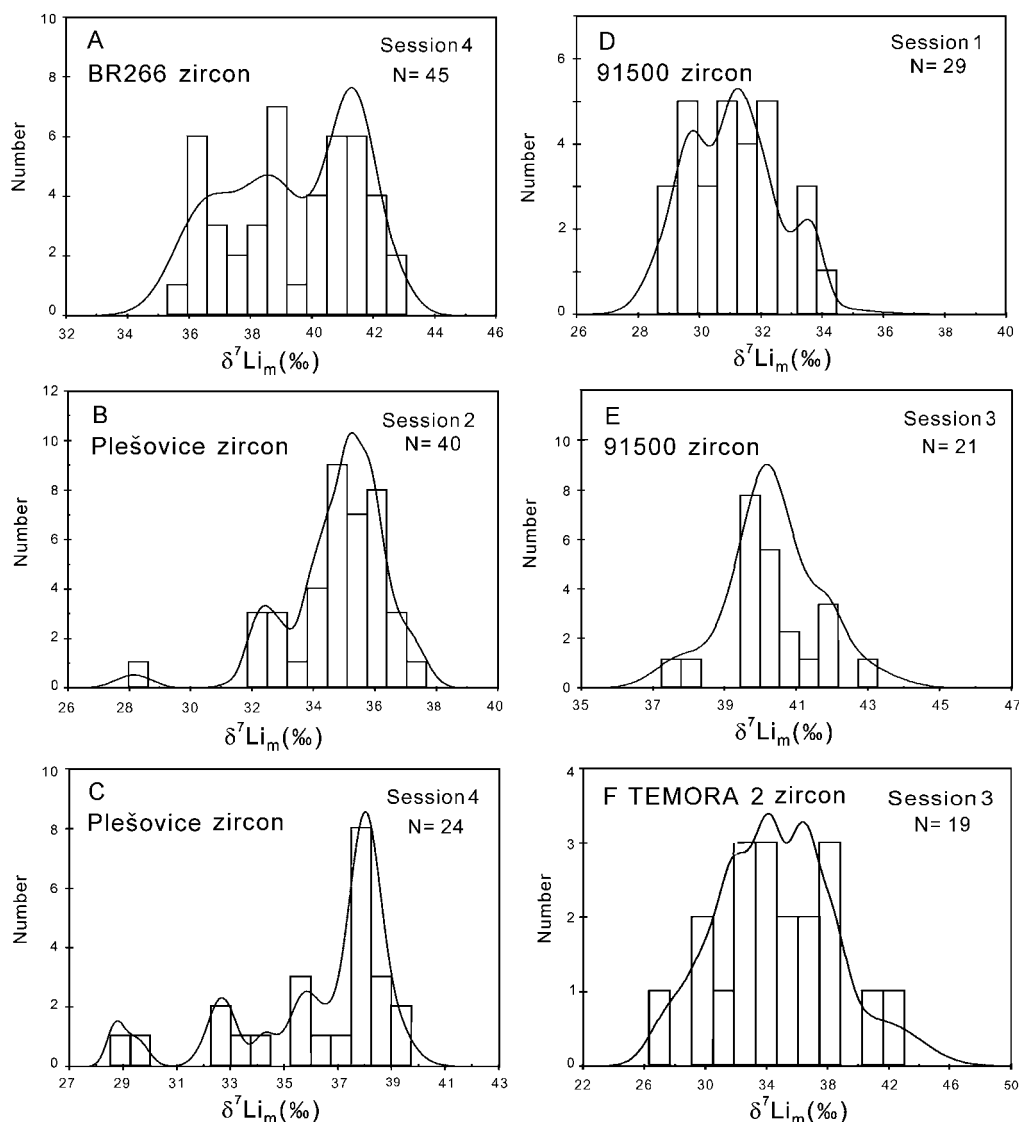 A
BR266 zircon
Session 4
N= 45
Number
10
8
6
4
2
0
32 34 36 38 40 42 44 46
δ⁷Liₘ(‰)
D
91500 zircon
Session 1
N= 29
Number
6
4
2
0
26 28 30 32 34 36 38 40
δ⁷Liₘ(‰)
B
Plešovice zircon
Session 2
N= 40
Number
12
10
8
6
4
2
0
26 28 30 32 34 36 38 40
δ⁷Liₘ(‰)
E
91500 zircon
Session 3
N= 21
Number
10
8
6
4
2
0
35 37 39 41 43 45 47
δ⁷Liₘ(‰)
C
Plešovice zircon
Session 4
N= 24
Number
10
8
6
4
2
0
27 29 31 33 35 37 39 41 43
δ⁷Liₘ(‰)
F TEMORA 2 zircon
Session 3
N= 19
Number
4
3
2
1
0
22 26 30 34 38 42 46 50
δ⁷Liₘ(‰)